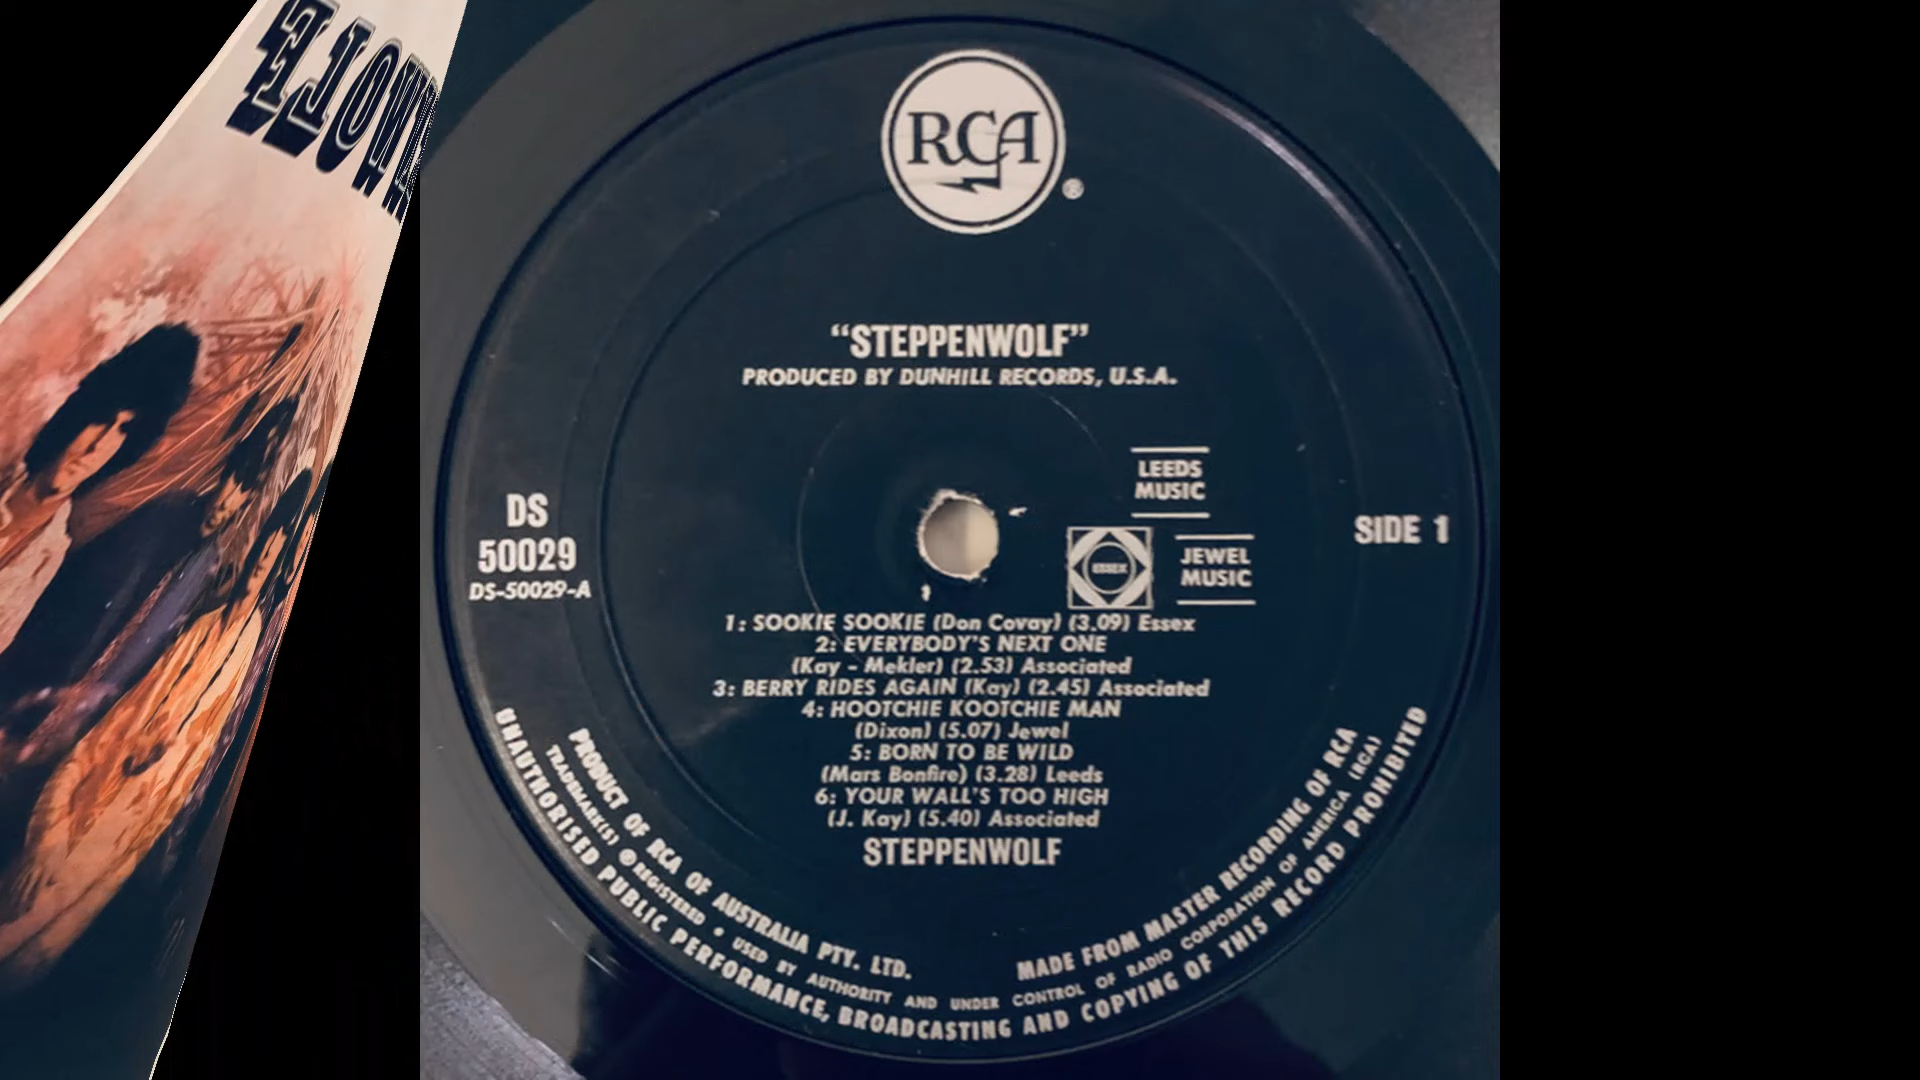 RCA
®
"STEPPENWOLF"
PRODUCED BY DUNHILL RECORDS, U.S.A.
LEEDS
MUSIC
DS
50029
DS-50029-A
SIDE 1
ESSEX
JEWEL
MUSIC
1: SOOKIE SOOKIE (Don Covay) (3.09) Essex
2: EVERYBODY'S NEXT ONE
(Kay - Mekler) (2.53) Associated
3: BERRY RIDES AGAIN (Kay) (2.45) Associated
4: HOOTCHIE KOOTCHIE MAN
(Dixon) (5.07) Jewel
5: BORN TO BE WILD
(Mars Bonfire) (3.28) Leeds
6: YOUR WALL'S TOO HIGH
(J. Kay) (5.40) Associated
STEPPENWOLF
PRODUCT OF RCA OF AUSTRALIA PTY. LTD. MADE FROM MASTER RECORDING OF RCA
TRADEMARK(S) ® REGISTERED • USED BY AUTHORITY AND UNDER CONTROL OF RADIO CORPORATION OF AMERICA (RCA)
UNAUTHORISED PUBLIC PERFORMANCE, BROADCASTING AND COPYING OF THIS RECORD PROHIBITED